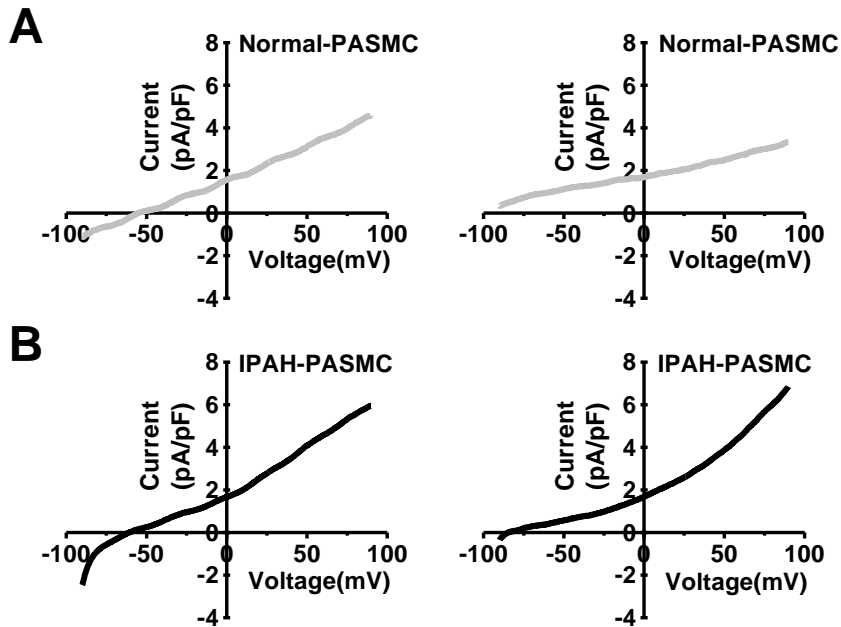 A
Normal-PASMC
Current
(pA/pF)
8
6
4
2
0
-2
-4
-100
-50
0
50
100
Voltage(mV)
Normal-PASMC
Current
(pA/pF)
8
6
4
2
0
-2
-4
-100
-50
0
50
100
Voltage(mV)
B
IPAH-PASMC
Current
(pA/pF)
8
6
4
2
0
-2
-4
-100
-50
0
50
100
Voltage(mV)
IPAH-PASMC
Current
(pA/pF)
8
6
4
2
0
-2
-4
-100
-50
0
50
100
Voltage(mV)